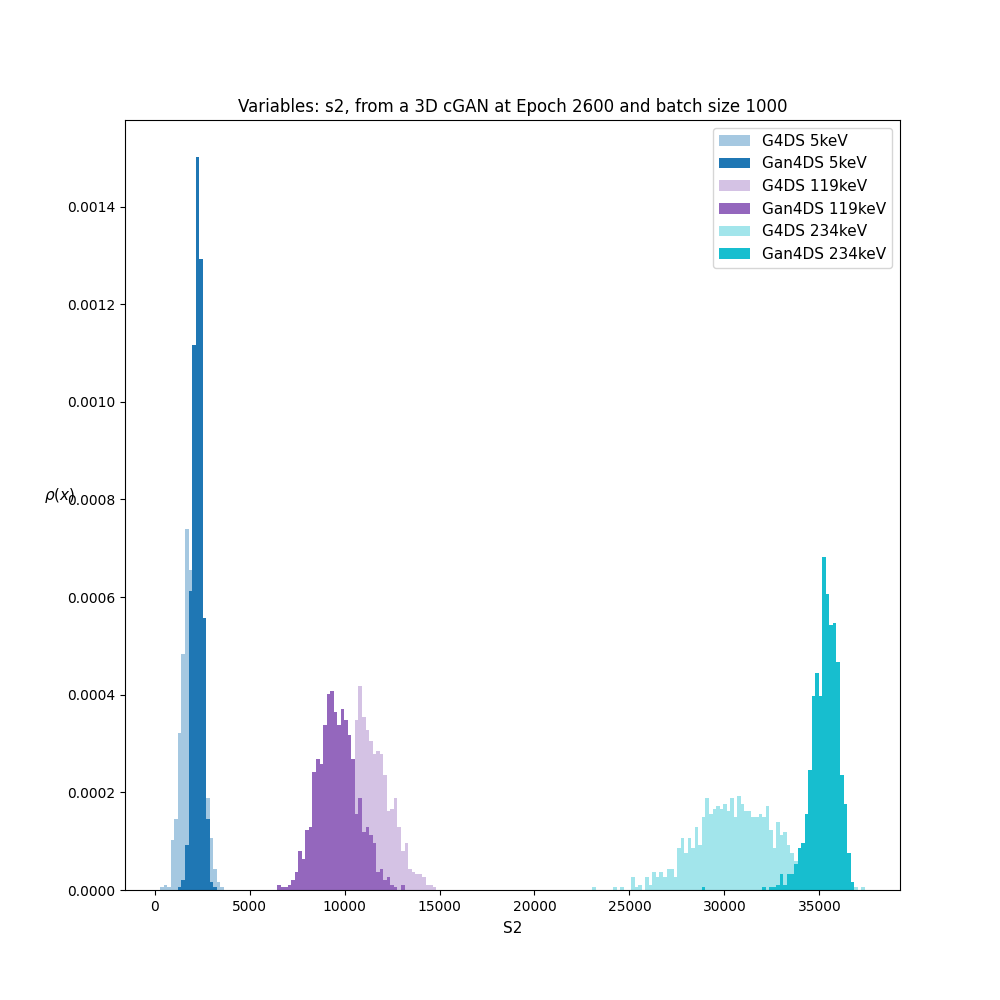 Variables: s2, from a 3D cGAN at Epoch 2600 and batch size 1000
G4DS 5keV
Gan4DS 5keV
G4DS 119keV
Gan4DS 119keV
G4DS 234keV
Gan4DS 234keV
0.0014
0.0012
0.0010
ρ(x)
0.0008
0.0006
0.0004
0.0002
0.0000
0 5000 10000 15000 20000 25000 30000 35000
S2